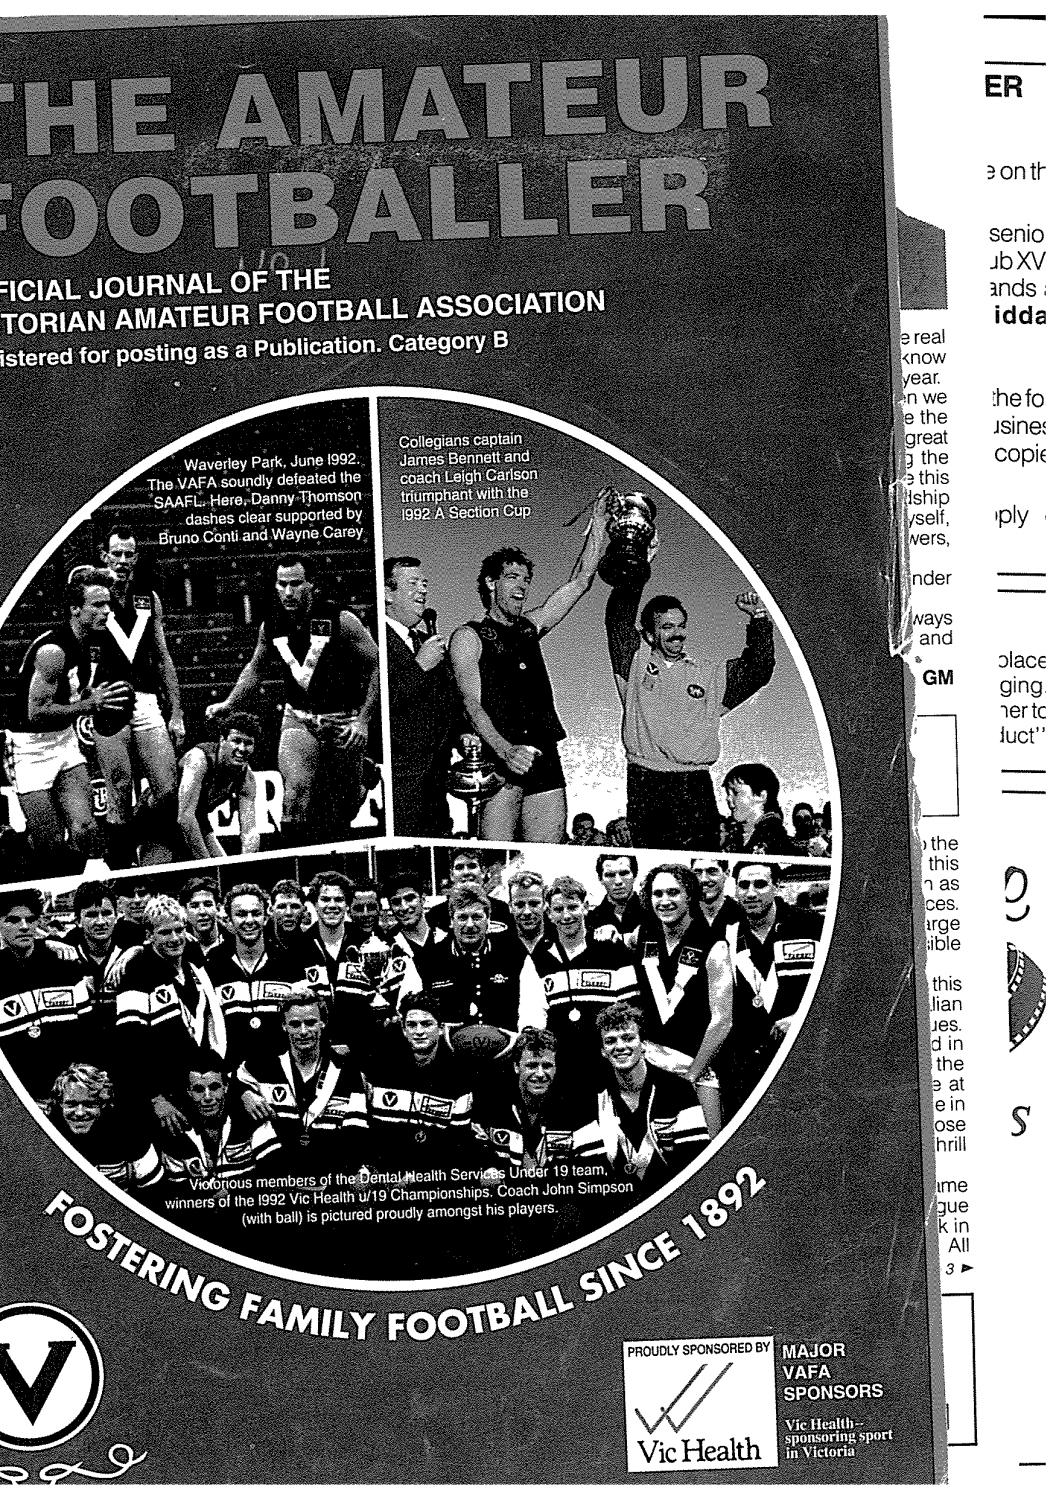 THE AMATEUR
FOOTBALLER
FICIAL JOURNAL OF THE
TORIAN AMATEUR FOOTBALL ASSOCIATION
istered for posting as a Publication. Category B
Waverley Park, June 1992.
The VAFA soundly defeated the
SAAFL. Here, Danny Thomson
dashes clear supported by
Bruno Conti and Wayne Carey
Collegians captain
James Bennett and
coach Leigh Carlson
triumphant with the
1992 A Section Cup
Victorious members of the Dental Health Services Under 19 team,
winners of the 1992 Vic Health u/19 Championships. Coach John Simpson
(with ball) is pictured proudly amongst his players.
FOSTERING FAMILY FOOTBALL SINCE 1892
V
PROUDLY SPONSORED BY
Vic Health
MAJOR
VAFA
SPONSORS
Vic Health–
sponsoring sport
in Victoria
e real
know
year.
en we
e the
great
g the
e this
dship
yself,
wers,
inder
ways
and
GM
the
this
n as
ces.
arge
sible
this
lian
ues.
d in
the
e at
e in
ose
hrill
ame
gue
k in
All
3 ►
ER
e on th
senio
ub XV
ands
idda
the fo
usines
copie
ply
place
ging.
ner to
duct"
s